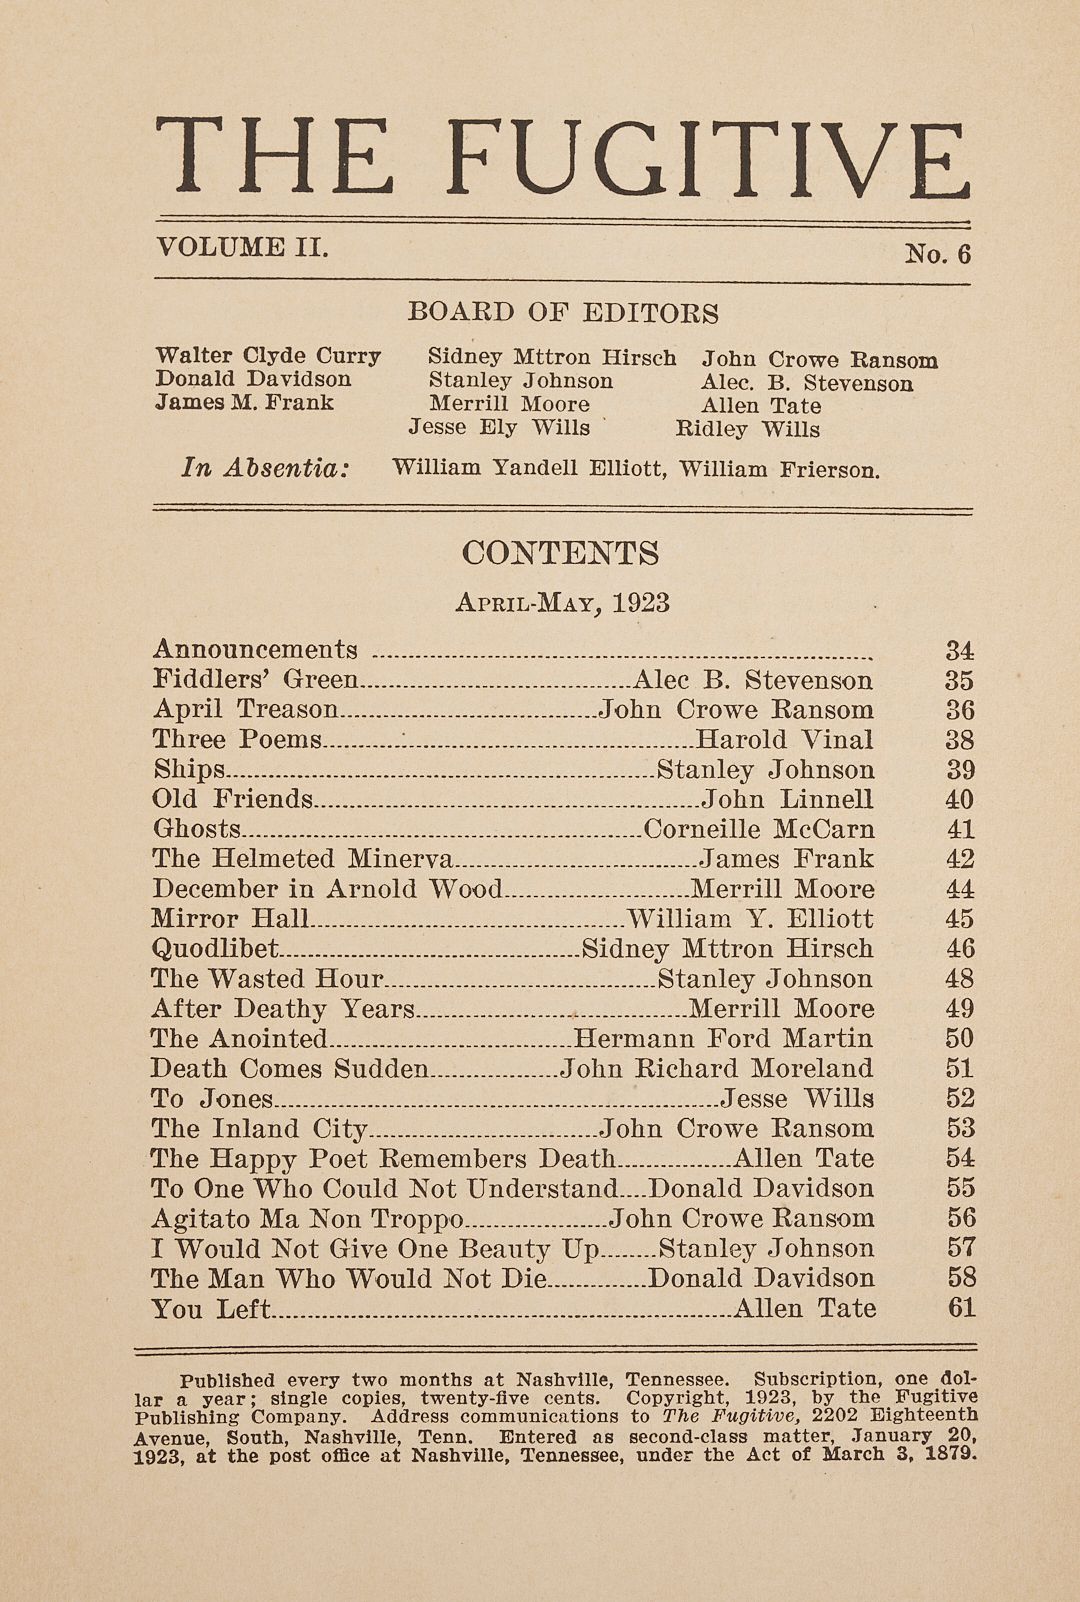 THE FUGITIVE
VOLUME II. No. 6
BOARD OF EDITORS
Walter Clyde Curry Sidney Mttron Hirsch John Crowe Ransom
Donald Davidson Stanley Johnson Alec. B. Stevenson
James M. Frank Merrill Moore Allen Tate
Jesse Ely Wills Ridley Wills
In Absentia: William Yandell Elliott, William Frierson.
CONTENTS
APRIL-MAY, 1923
Announcements 34
Fiddlers' Green Alec B. Stevenson 35
April Treason John Crowe Ransom 36
Three Poems Harold Vinal 38
Ships Stanley Johnson 39
Old Friends John Linnell 40
Ghosts Corneille McCarn 41
The Helmeted Minerva James Frank 42
December in Arnold Wood Merrill Moore 44
Mirror Hall William Y. Elliott 45
Quodlibet Sidney Mttron Hirsch 46
The Wasted Hour Stanley Johnson 48
After Deathy Years Merrill Moore 49
The Anointed Hermann Ford Martin 50
Death Comes Sudden John Richard Moreland 51
To Jones Jesse Wills 52
The Inland City John Crowe Ransom 53
The Happy Poet Remembers Death Allen Tate 54
To One Who Could Not Understand Donald Davidson 55
Agitato Ma Non Troppo John Crowe Ransom 56
I Would Not Give One Beauty Up Stanley Johnson 57
The Man Who Would Not Die Donald Davidson 58
You Left Allen Tate 61
Published every two months at Nashville, Tennessee. Subscription, one dol-
lar a year; single copies, twenty-five cents. Copyright, 1923, by the Fugitive
Publishing Company. Address communications to The Fugitive, 2202 Eighteenth
Avenue, South, Nashville, Tenn. Entered as second-class matter, January 20,
1923, at the post office at Nashville, Tennessee, under the Act of March 3, 1879.